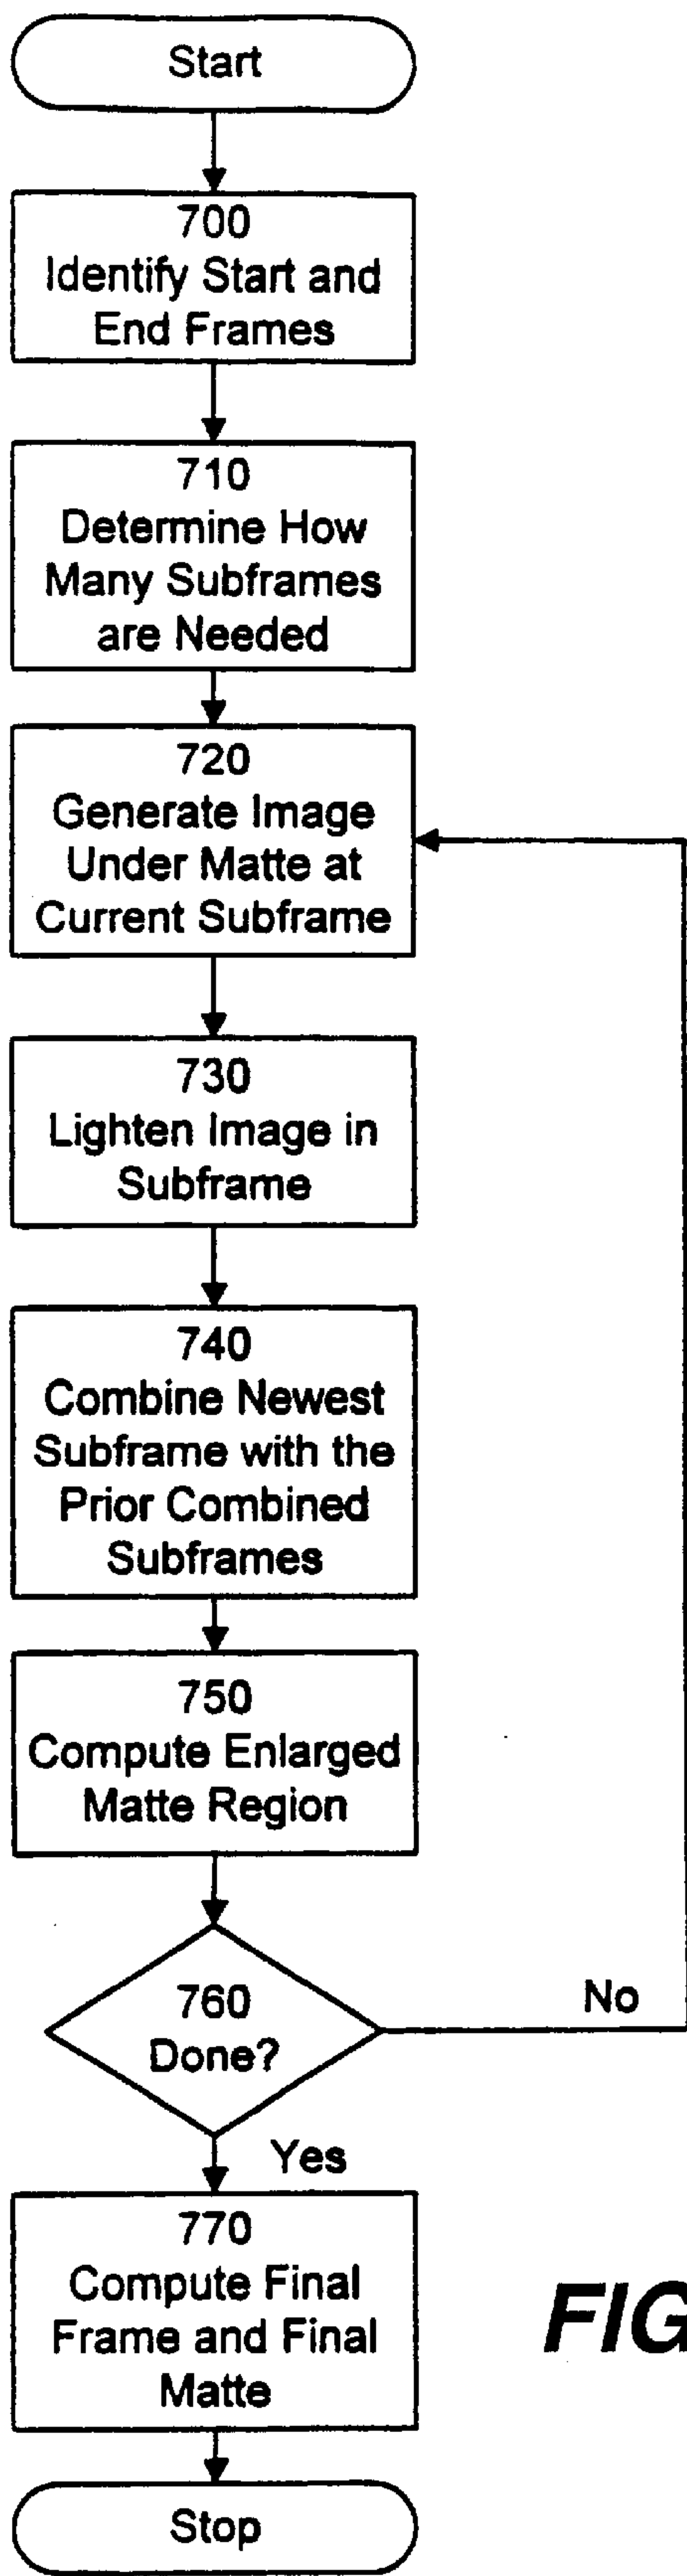 Start
700
Identify Start and
End Frames
710
Determine How
Many Subframes
are Needed
720
Generate Image
Under Matte at
Current Subframe
730
Lighten Image in
Subframe
740
Combine Newest
Subframe with the
Prior Combined
Subframes
750
Compute Enlarged
Matte Region
760
Done?
No
Yes
770
Compute Final
Frame and Final
Matte
FIG
Stop